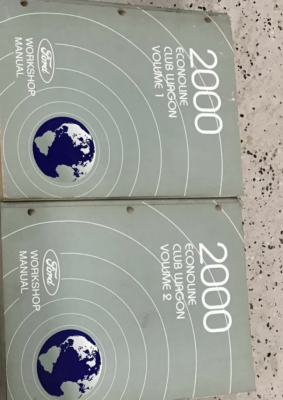 2000
ECONOLINE
CLUB WAGON
VOLUME 1
Ford
WORKSHOP
MANUAL
2000
ECONOLINE
CLUB WAGON
VOLUME 2
Ford
WORKSHOP
MANUAL